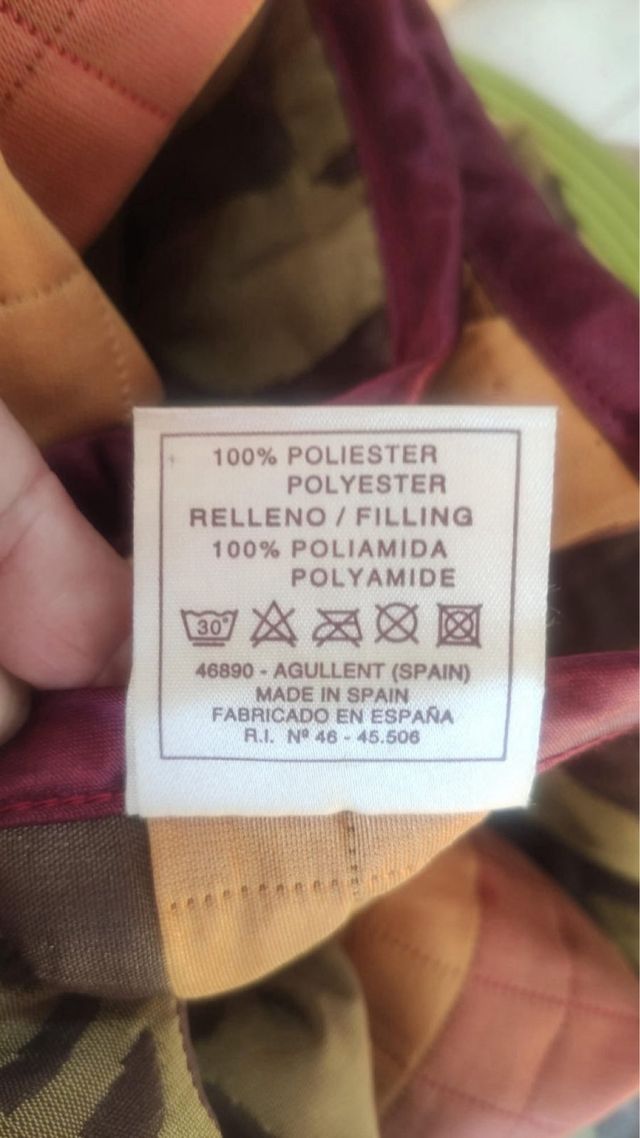 100% POLIESTER
POLYESTER
RELLENO / FILLING
100% POLIAMIDA
POLYAMIDE
30°
46890 - AGULLENT (SPAIN)
MADE IN SPAIN
FABRICADO EN ESPAÑA
R.I. Nº 46 - 45.506